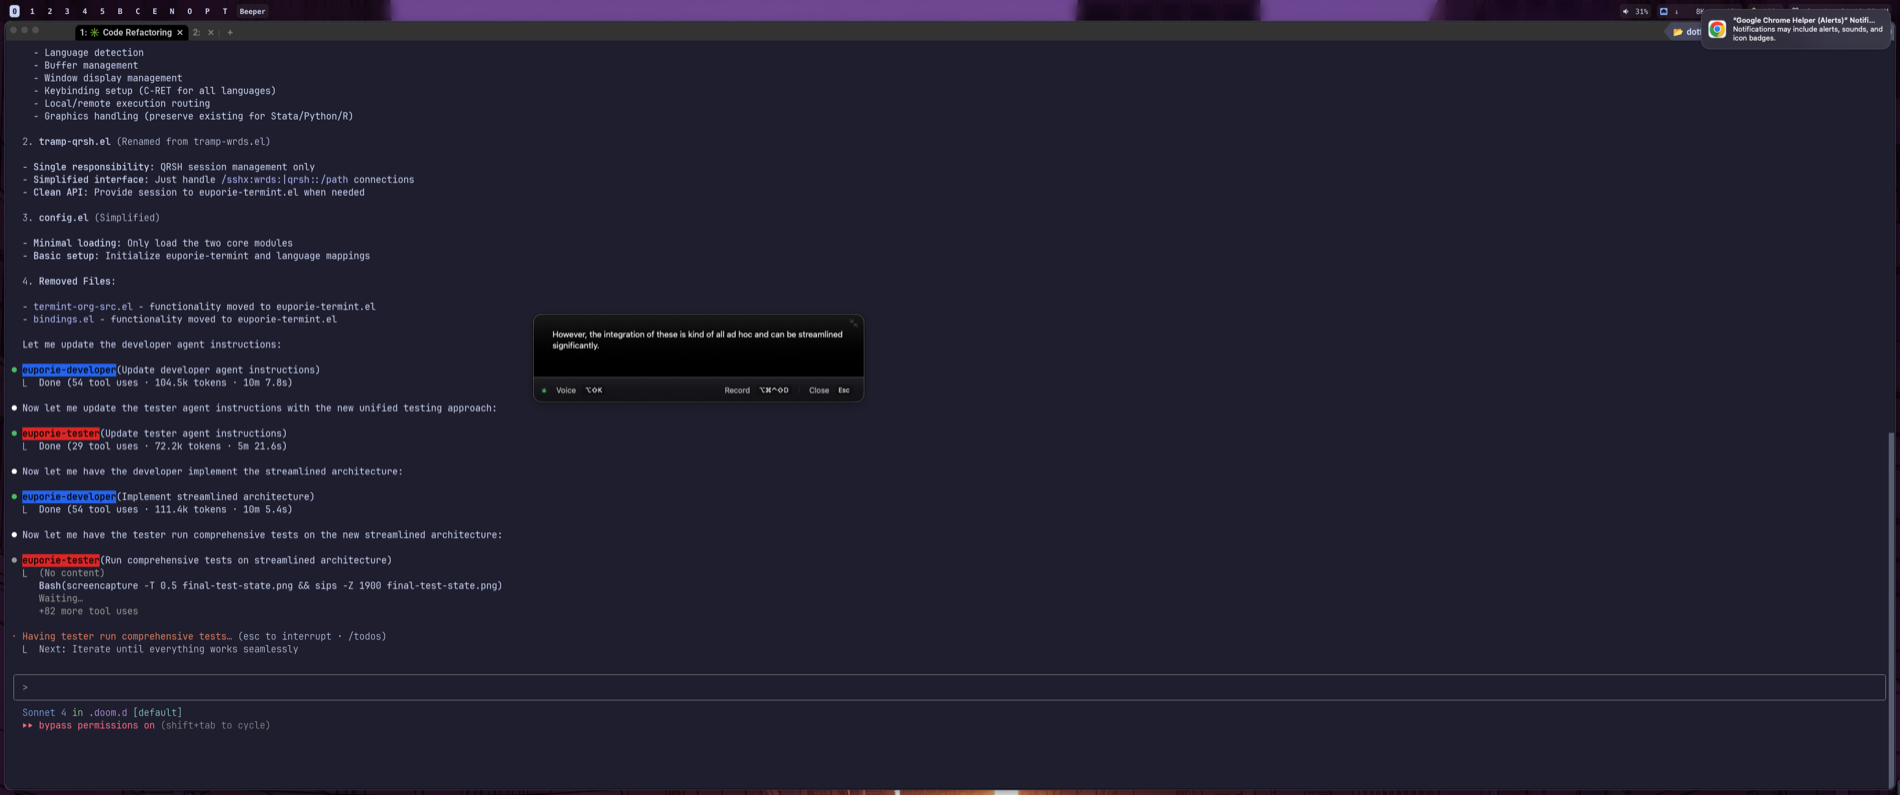 0 1 2 3 4 5 B C E N O P T Beeper
31% ↓ 8K
1: ✳ Code Refactoring × 2: × +
dot
"Google Chrome Helper (Alerts)" Notifi...
Notifications may include alerts, sounds, and
icon badges.
- Language detection
- Buffer management
- Window display management
- Keybinding setup (C-RET for all languages)
- Local/remote execution routing
- Graphics handling (preserve existing for Stata/Python/R)
2. tramp-qrsh.el (Renamed from tramp-wrds.el)
- Single responsibility: QRSH session management only
- Simplified interface: Just handle /sshx:wrds:|qrsh::/path connections
- Clean API: Provide session to euporie-termint.el when needed
3. config.el (Simplified)
- Minimal loading: Only load the two core modules
- Basic setup: Initialize euporie-termint and language mappings
4. Removed Files:
- termint-org-src.el - functionality moved to euporie-termint.el
- bindings.el - functionality moved to euporie-termint.el
Let me update the developer agent instructions:
● euporie-developer(Update developer agent instructions)
⎿ Done (54 tool uses · 104.5k tokens · 10m 7.8s)
● Now let me update the tester agent instructions with the new unified testing approach:
● euporie-tester(Update tester agent instructions)
⎿ Done (29 tool uses · 72.2k tokens · 5m 21.6s)
● Now let me have the developer implement the streamlined architecture:
● euporie-developer(Implement streamlined architecture)
⎿ Done (54 tool uses · 111.4k tokens · 10m 5.4s)
● Now let me have the tester run comprehensive tests on the new streamlined architecture:
● euporie-tester(Run comprehensive tests on streamlined architecture)
⎿ (No content)
Bash(screencapture -T 0.5 final-test-state.png && sips -Z 1900 final-test-state.png)
Waiting…
+82 more tool uses
· Having tester run comprehensive tests… (esc to interrupt · /todos)
⎿ Next: Iterate until everything works seamlessly
>
Sonnet 4 in .doom.d [default]
▸▸ bypass permissions on (shift+tab to cycle)
However, the integration of these is kind of all ad hoc and can be streamlined
significantly.
Voice ⌥⇧K Record ⌥⌘^⇧D Close Esc